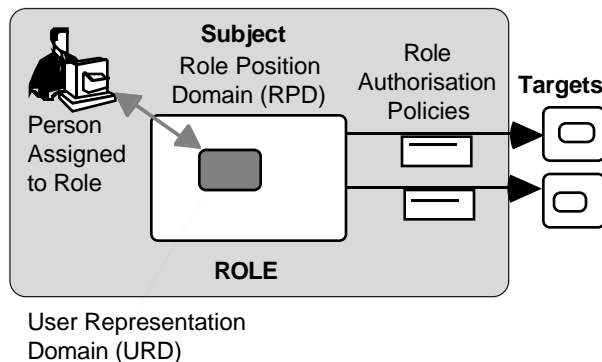 Subject
Role Position
Domain (RPD)
Role
Authorisation
Policies
Targets
Person
Assigned
to Role
ROLE
User Representation
Domain (URD)